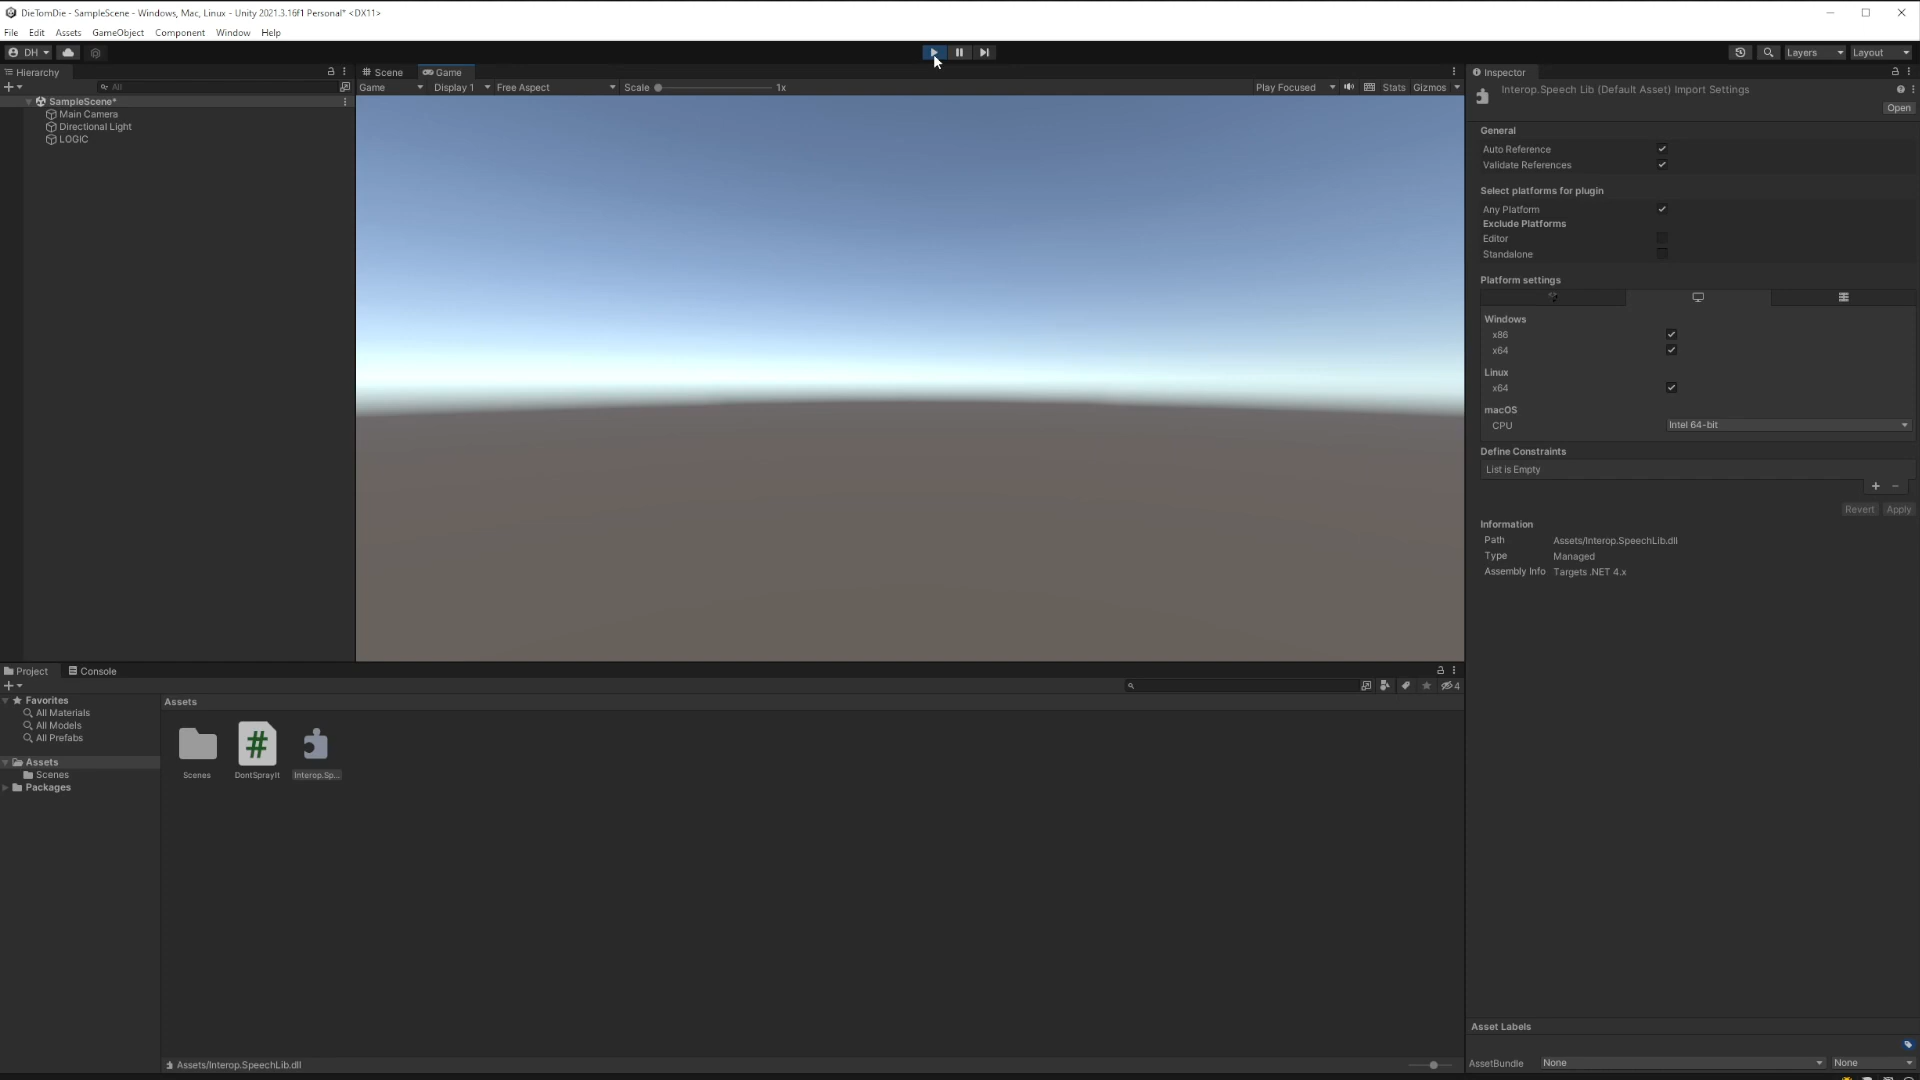 DieTomDie - SampleScene - Windows, Mac, Linux - Unity 2021.3.16f1 Personal* <DX11>
File Edit Assets GameObject Component Window Help
DH
Layers
Layout
Hierarchy
All
SampleScene*
Main Camera
Directional Light
LOGIC
Scene
Game
Game
Display 1
Free Aspect
Scale
1x
Play Focused
Stats
Gizmos
Inspector
Interop.Speech Lib (Default Asset) Import Settings
Open
General
Auto Reference
Validate References
Select platforms for plugin
Any Platform
Exclude Platforms
Editor
Standalone
Platform settings
Windows
x86
x64
Linux
x64
macOS
CPU
Intel 64-bit
Define Constraints
List is Empty
Revert
Apply
Information
Path Assets/Interop.SpeechLib.dll
Type Managed
Assembly Info Targets .NET 4.x
Project
Console
4
Favorites
All Materials
All Models
All Prefabs
Assets
Scenes
Packages
Assets
Scenes
DontSprayIt
Interop.Sp...
Assets/Interop.SpeechLib.dll
Asset Labels
AssetBundle
None
None